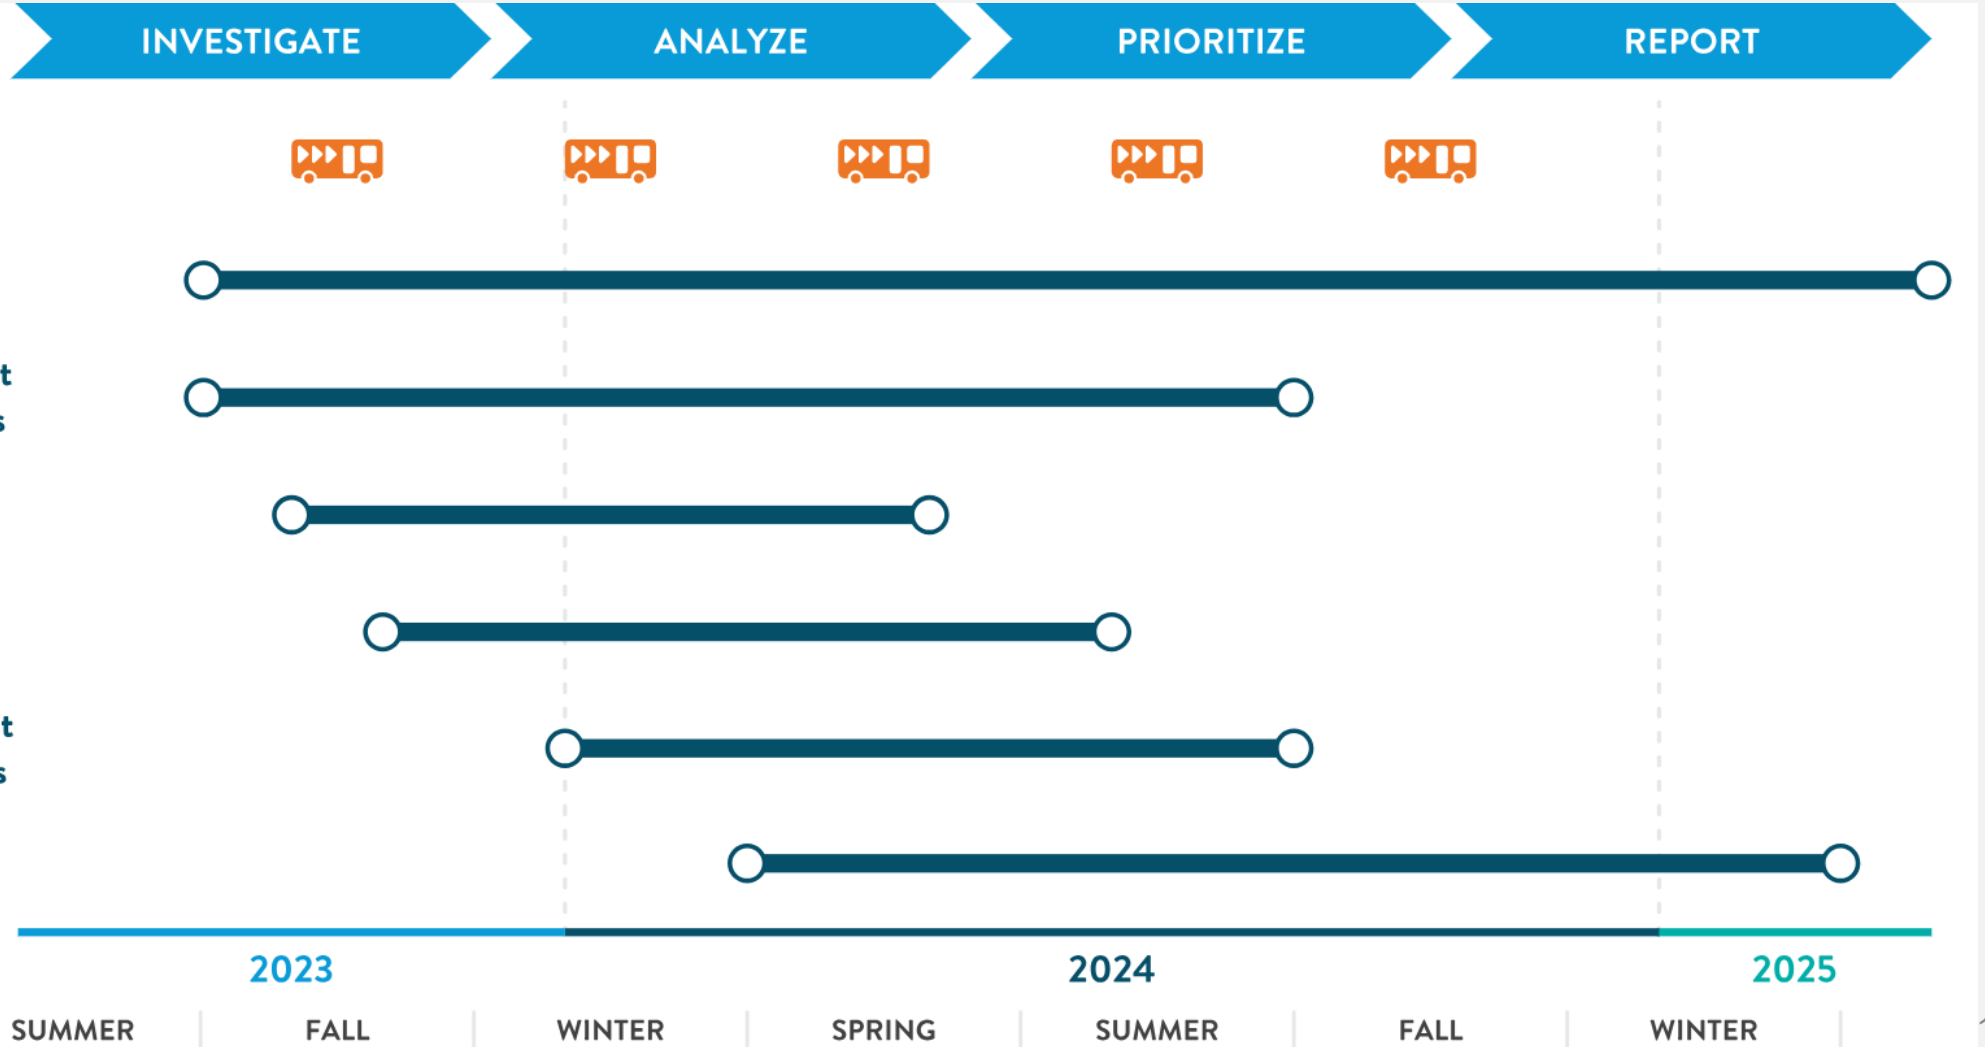 INVESTIGATE ANALYZE PRIORITIZE REPORT
t
s
t
s
2023 2024 2025
SUMMER FALL WINTER SPRING SUMMER FALL WINTER